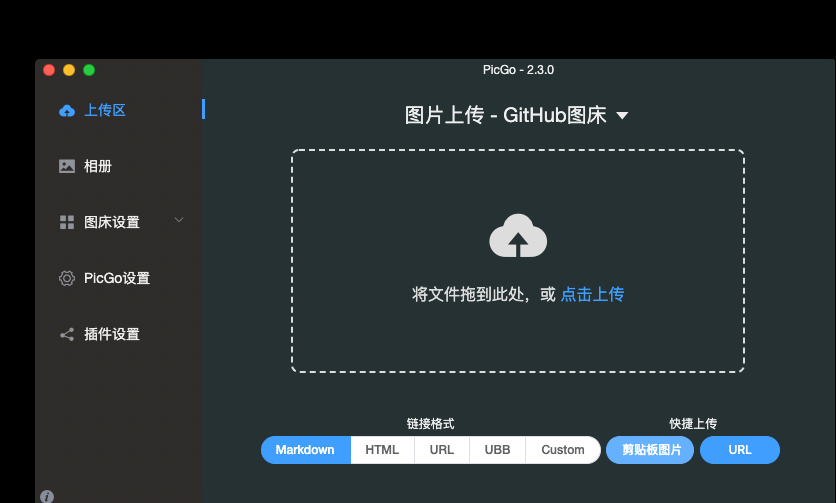 PicGo - 2.3.0
上传区
相册
图床设置
PicGo设置
插件设置
图片上传 - GitHub图床
将文件拖到此处，或 点击上传
链接格式
Markdown HTML URL UBB Custom
快捷上传
剪贴板图片 URL
i